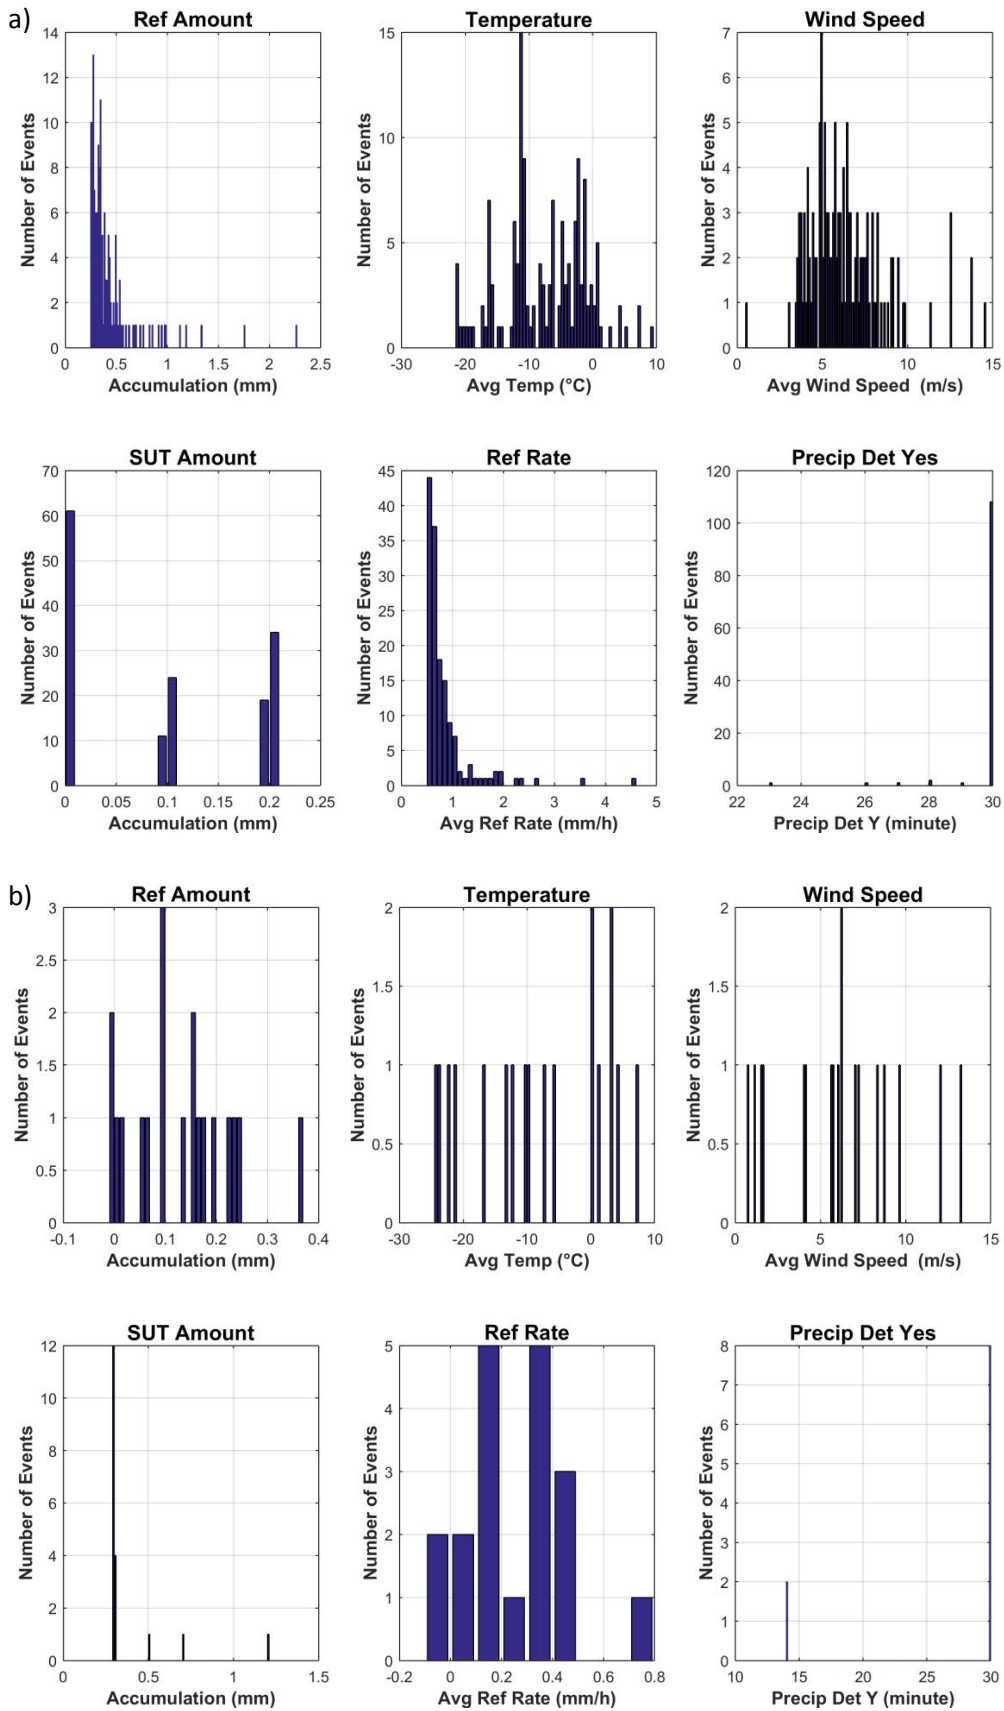 a)
Ref Amount
Number of Events
14
12
10
8
6
4
2
0
0 0.5 1 1.5 2 2.5
Accumulation (mm)
Temperature
Number of Events
15
10
5
0
-30 -20 -10 0 10
Avg Temp (°C)
Wind Speed
Number of Events
7
6
5
4
3
2
1
0
0 5 10 15
Avg Wind Speed (m/s)
SUT Amount
Number of Events
70
60
50
40
30
20
10
0
0 0.05 0.1 0.15 0.2 0.25
Accumulation (mm)
Ref Rate
Number of Events
45
40
35
30
25
20
15
10
5
0
0 1 2 3 4 5
Avg Ref Rate (mm/h)
Precip Det Yes
Number of Events
120
100
80
60
40
20
0
22 24 26 28 30
Precip Det Y (minute)
b)
Ref Amount
Number of Events
3
2.5
2
1.5
1
0.5
0
-0.1 0 0.1 0.2 0.3 0.4
Accumulation (mm)
Temperature
Number of Events
2
1.5
1
0.5
0
-30 -20 -10 0 10
Avg Temp (°C)
Wind Speed
Number of Events
2
1.5
1
0.5
0
0 5 10 15
Avg Wind Speed (m/s)
SUT Amount
Number of Events
12
10
8
6
4
2
0
0 0.5 1 1.5
Accumulation (mm)
Ref Rate
Number of Events
5
4
3
2
1
0
-0.2 0 0.2 0.4 0.6 0.8
Avg Ref Rate (mm/h)
Precip Det Yes
Number of Events
8
7
6
5
4
3
2
1
0
10 15 20 25 30
Precip Det Y (minute)